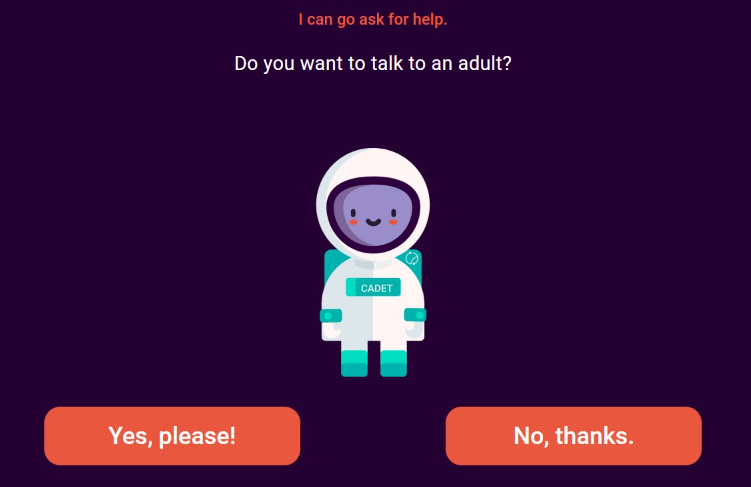 I can go ask for help.
Do you want to talk to an adult?
CADET
Yes, please!
No, thanks.